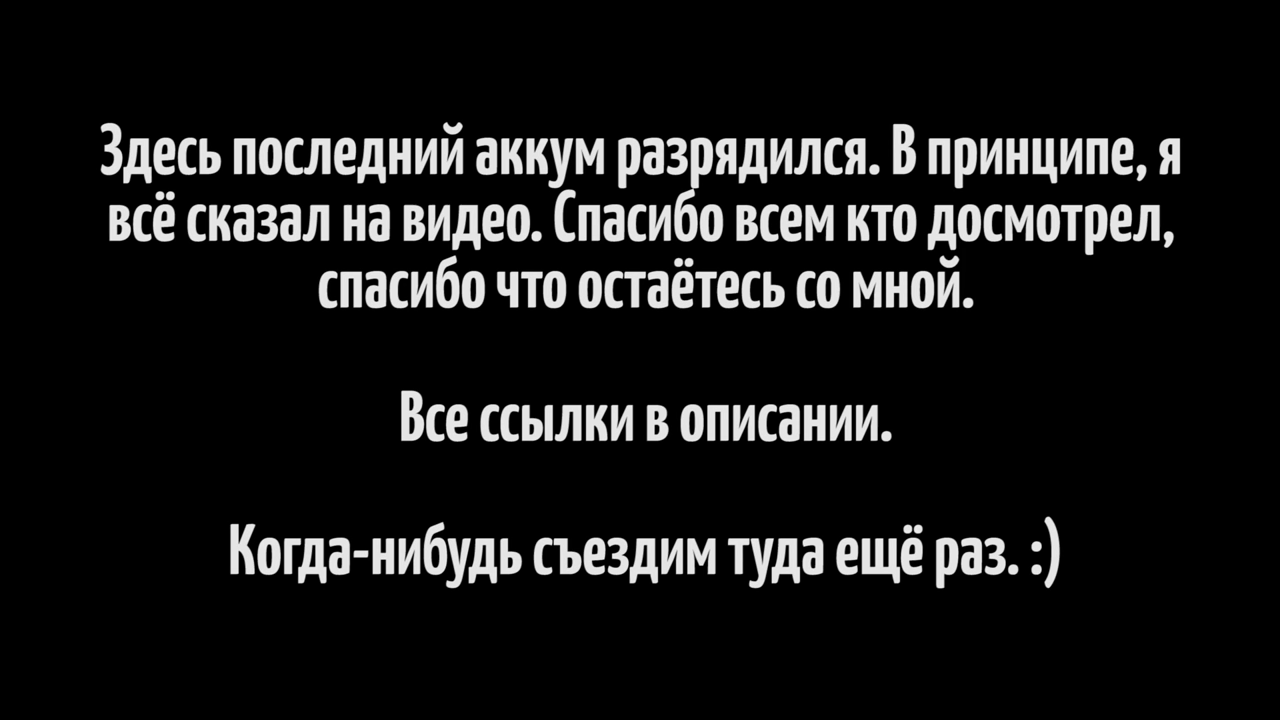 Здесь последний аккум разрядился. В принципе, я
всё сказал на видео. Спасибо всем кто досмотрел,
спасибо что остаётесь со мной.
Все ссылки в описании.
Когда-нибудь съездим туда ещё раз. :)